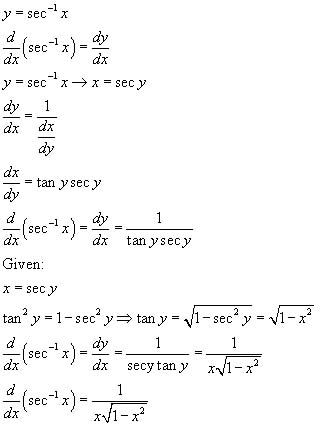 y = sec⁻¹ x
d/dx (sec⁻¹ x) = dy/dx
y = sec⁻¹ x → x = sec y
dy/dx = 1/(dx/dy)
dx/dy = tan y sec y
d/dx (sec⁻¹ x) = dy/dx = 1/(tan y sec y)
Given:
x = sec y
tan² y = 1 − sec² y ⇒ tan y = √(1 − sec² y) = √(1 − x²)
d/dx (sec⁻¹ x) = dy/dx = 1/(sec y tan y) = 1/(x√(1 − x²))
d/dx (sec⁻¹ x) = 1/(x√(1 − x²))